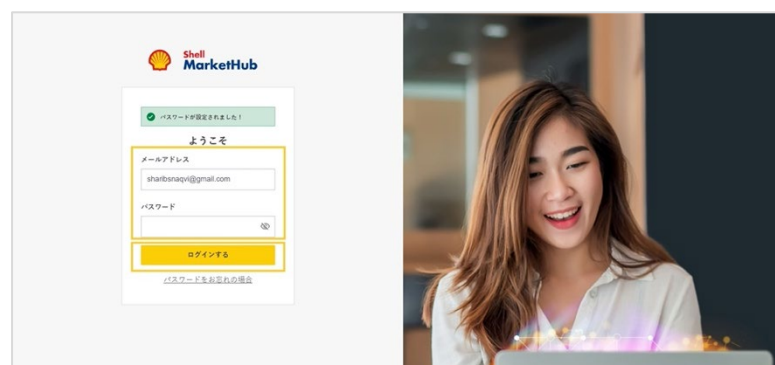 Shell
MarketHub
パスワードが設定されました！
ようこそ
メールアドレス
sharibsnaqvi@gmail.com
パスワード
ログインする
パスワードをお忘れの場合